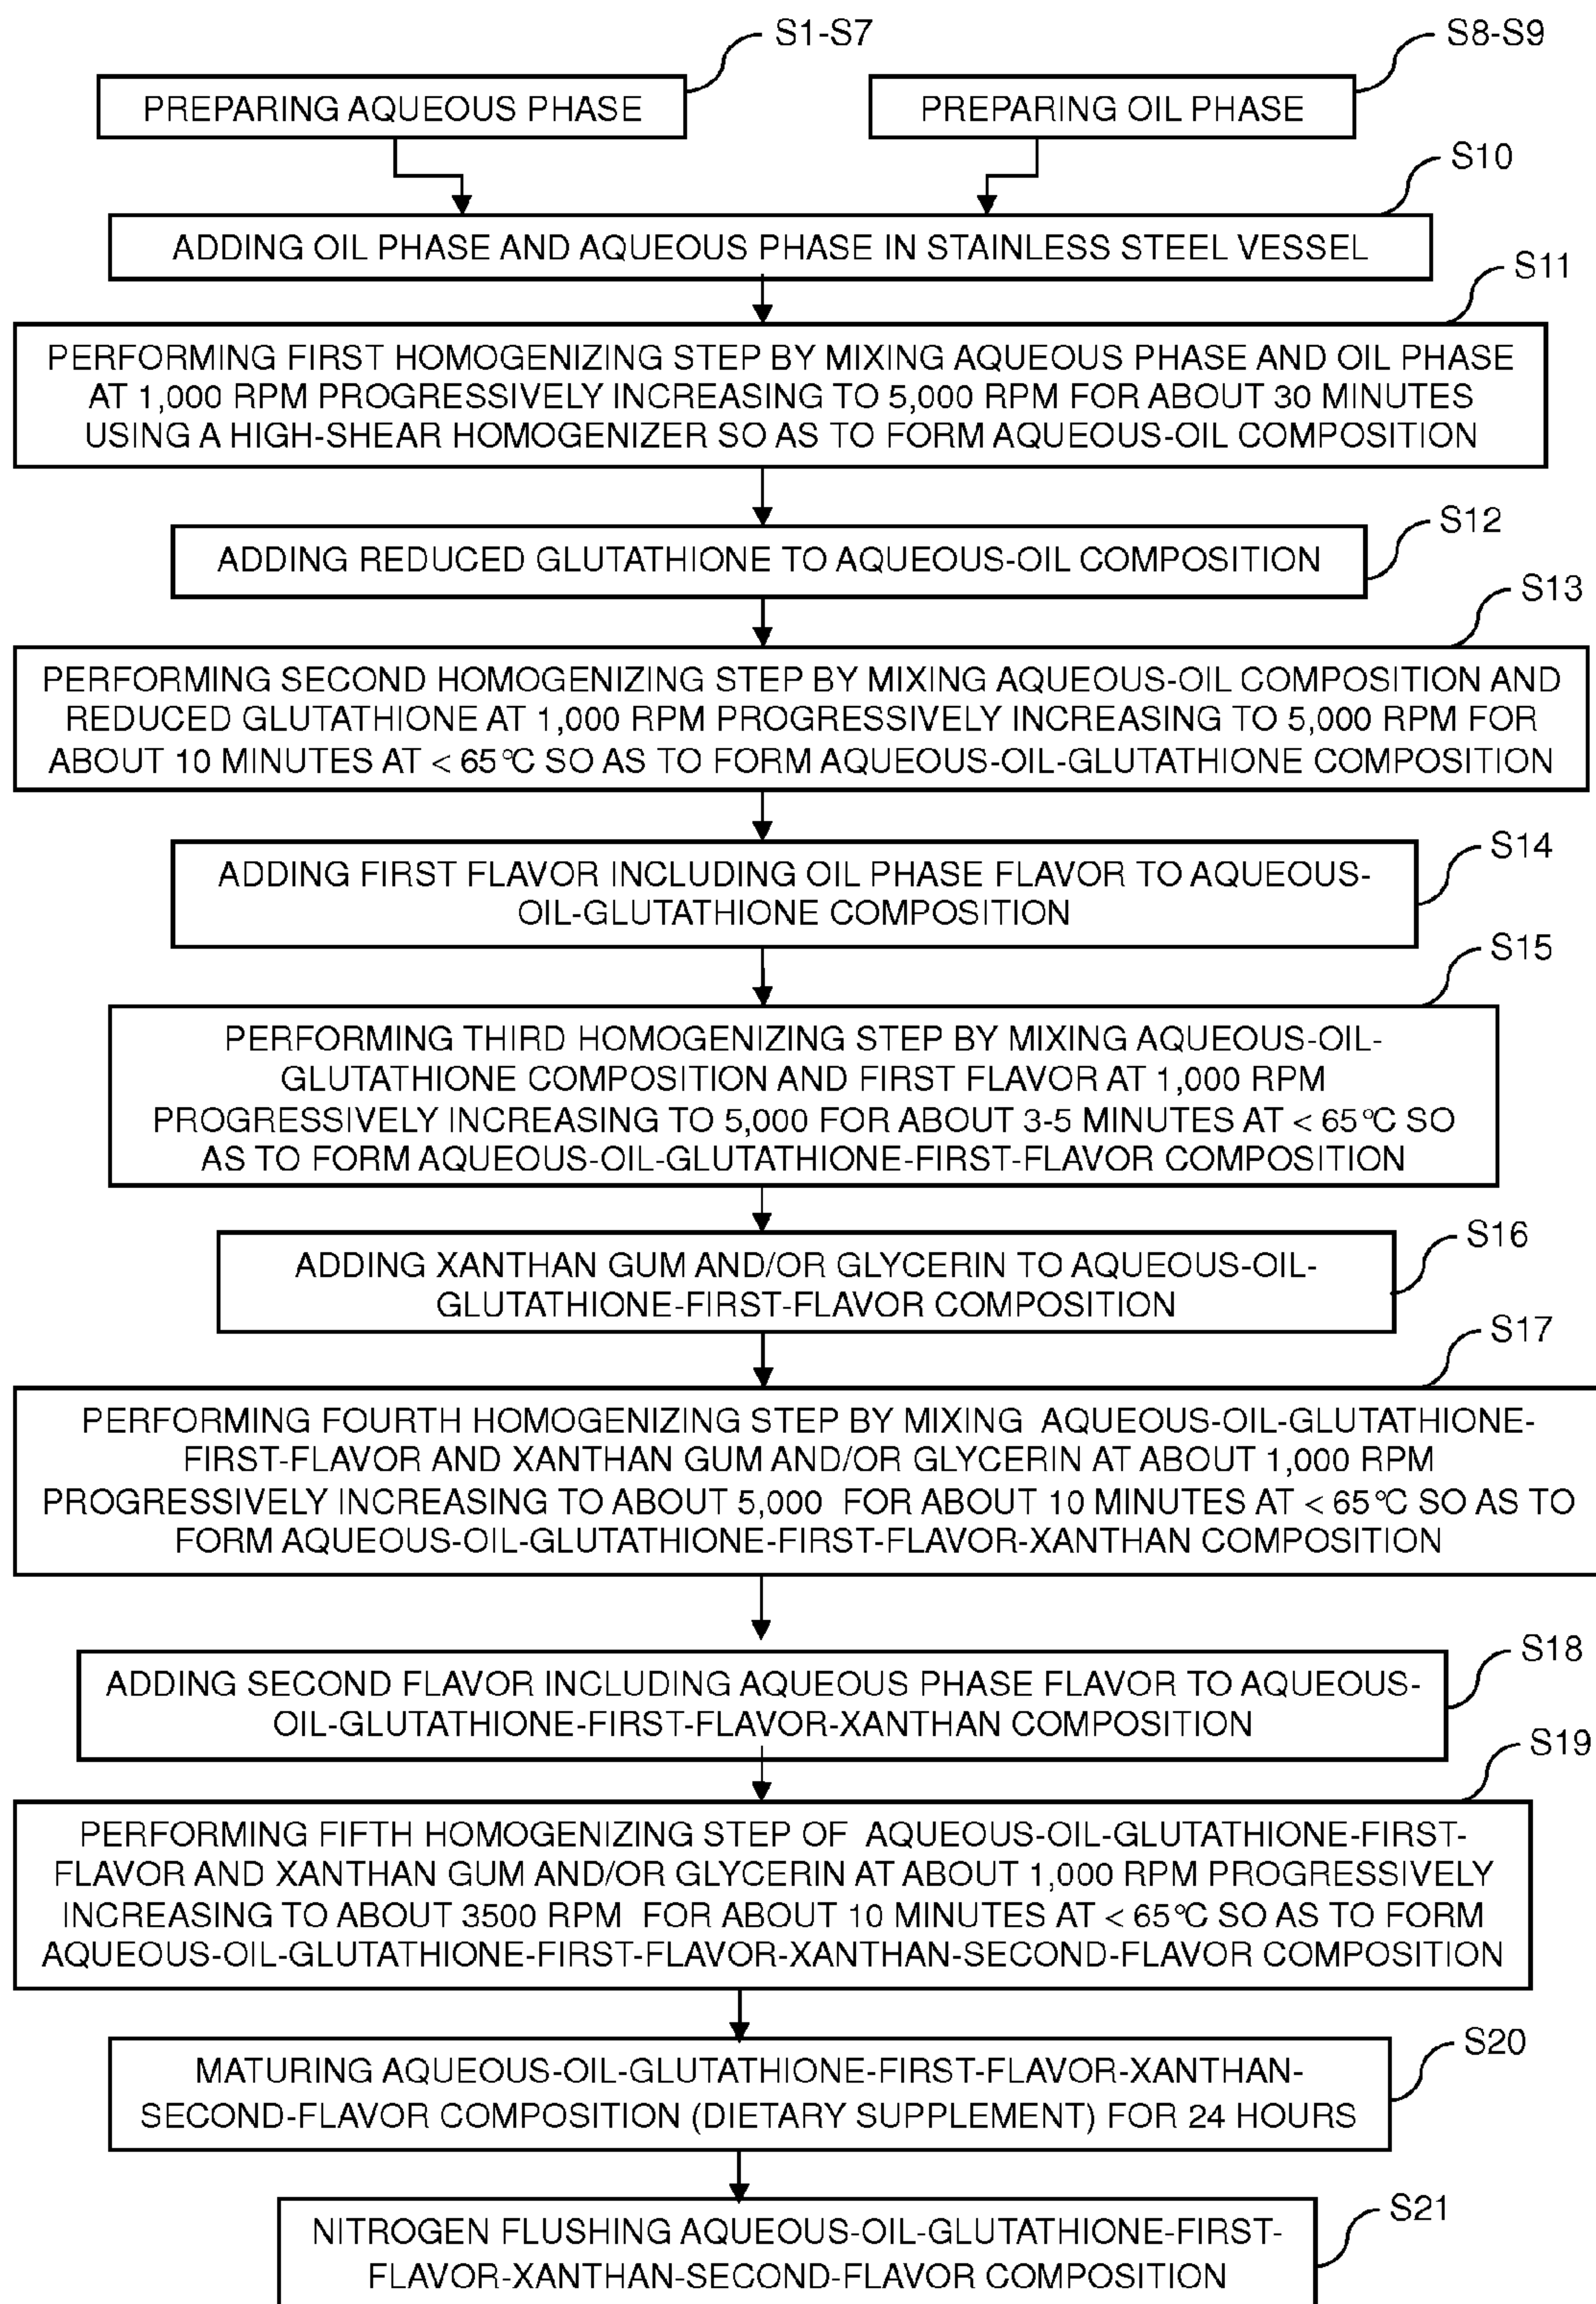 S1-S7
S8-S9
PREPARING AQUEOUS PHASE
PREPARING OIL PHASE
S10
ADDING OIL PHASE AND AQUEOUS PHASE IN STAINLESS STEEL VESSEL
S11
PERFORMING FIRST HOMOGENIZING STEP BY MIXING AQUEOUS PHASE AND OIL PHASE
AT 1,000 RPM PROGRESSIVELY INCREASING TO 5,000 RPM FOR ABOUT 30 MINUTES
USING A HIGH-SHEAR HOMOGENIZER SO AS TO FORM AQUEOUS-OIL COMPOSITION
S12
ADDING REDUCED GLUTATHIONE TO AQUEOUS-OIL COMPOSITION
S13
PERFORMING SECOND HOMOGENIZING STEP BY MIXING AQUEOUS-OIL COMPOSITION AND
REDUCED GLUTATHIONE AT 1,000 RPM PROGRESSIVELY INCREASING TO 5,000 RPM FOR
ABOUT 10 MINUTES AT < 65°C SO AS TO FORM AQUEOUS-OIL-GLUTATHIONE COMPOSITION
S14
ADDING FIRST FLAVOR INCLUDING OIL PHASE FLAVOR TO AQUEOUS-
OIL-GLUTATHIONE COMPOSITION
S15
PERFORMING THIRD HOMOGENIZING STEP BY MIXING AQUEOUS-OIL-
GLUTATHIONE COMPOSITION AND FIRST FLAVOR AT 1,000 RPM
PROGRESSIVELY INCREASING TO 5,000 FOR ABOUT 3-5 MINUTES AT < 65°C SO
AS TO FORM AQUEOUS-OIL-GLUTATHIONE-FIRST-FLAVOR COMPOSITION
S16
ADDING XANTHAN GUM AND/OR GLYCERIN TO AQUEOUS-OIL-
GLUTATHIONE-FIRST-FLAVOR COMPOSITION
S17
PERFORMING FOURTH HOMOGENIZING STEP BY MIXING AQUEOUS-OIL-GLUTATHIONE-
FIRST-FLAVOR AND XANTHAN GUM AND/OR GLYCERIN AT ABOUT 1,000 RPM
PROGRESSIVELY INCREASING TO ABOUT 5,000 FOR ABOUT 10 MINUTES AT < 65°C SO AS TO
FORM AQUEOUS-OIL-GLUTATHIONE-FIRST-FLAVOR-XANTHAN COMPOSITION
S18
ADDING SECOND FLAVOR INCLUDING AQUEOUS PHASE FLAVOR TO AQUEOUS-
OIL-GLUTATHIONE-FIRST-FLAVOR-XANTHAN COMPOSITION
S19
PERFORMING FIFTH HOMOGENIZING STEP OF AQUEOUS-OIL-GLUTATHIONE-FIRST-
FLAVOR AND XANTHAN GUM AND/OR GLYCERIN AT ABOUT 1,000 RPM PROGRESSIVELY
INCREASING TO ABOUT 3500 RPM FOR ABOUT 10 MINUTES AT < 65°C SO AS TO FORM
AQUEOUS-OIL-GLUTATHIONE-FIRST-FLAVOR-XANTHAN-SECOND-FLAVOR COMPOSITION
S20
MATURING AQUEOUS-OIL-GLUTATHIONE-FIRST-FLAVOR-XANTHAN-
SECOND-FLAVOR COMPOSITION (DIETARY SUPPLEMENT) FOR 24 HOURS
S21
NITROGEN FLUSHING AQUEOUS-OIL-GLUTATHIONE-FIRST-
FLAVOR-XANTHAN-SECOND-FLAVOR COMPOSITION